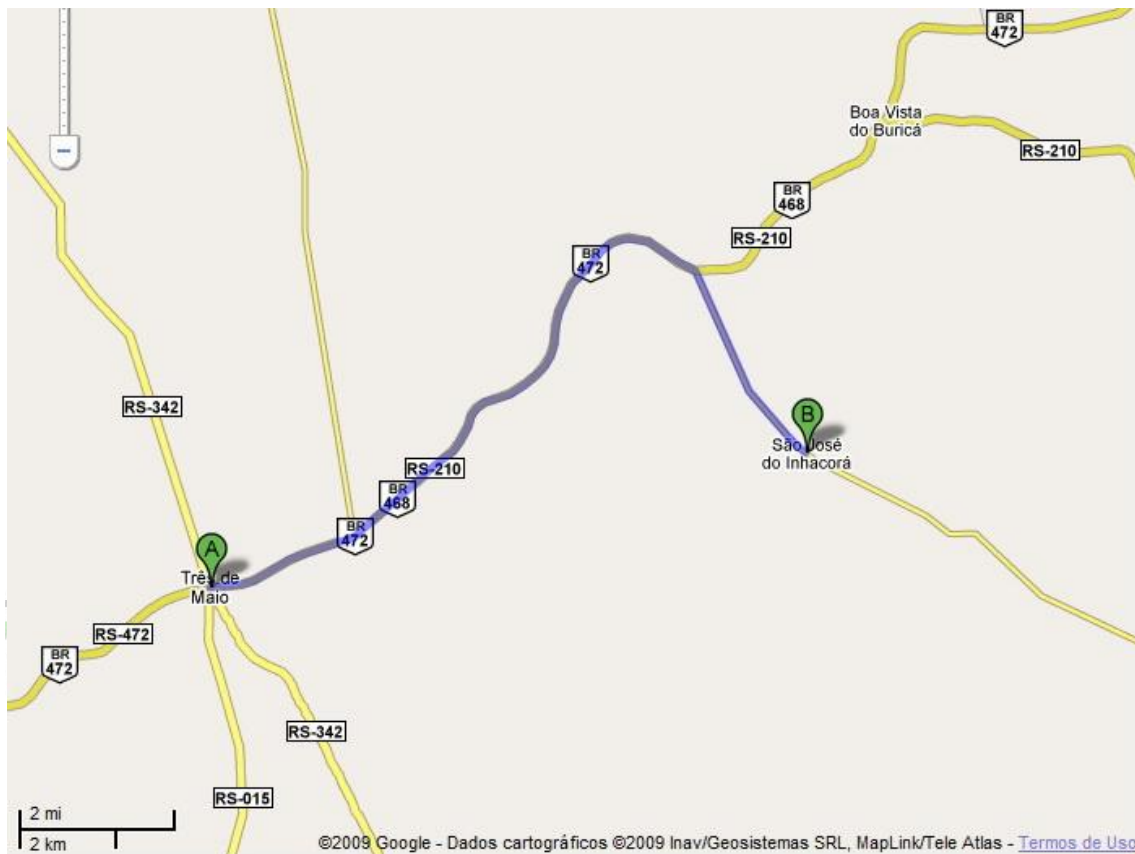 BR
472
Boa Vista
do Buricá
RS-210
BR
468
RS-210
BR
472
RS-342
B
São José
do Inhacorá
RS-210
BR
468
BR
472
A
Três de
Maio
RS-472
BR
472
RS-342
RS-015
2 mi
2 km
©2009 Google - Dados cartográficos ©2009 Inav/Geosistemas SRL, MapLink/Tele Atlas - Termos de Uso